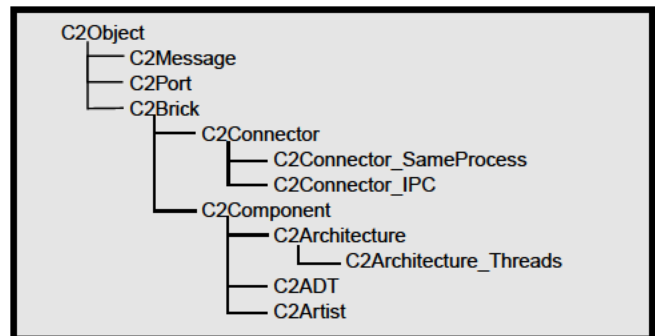 C2Object
C2Message
C2Port
C2Brick
C2Connector
C2Connector_SameProcess
C2Connector_IPC
C2Component
C2Architecture
C2Architecture_Threads
C2ADT
C2Artist